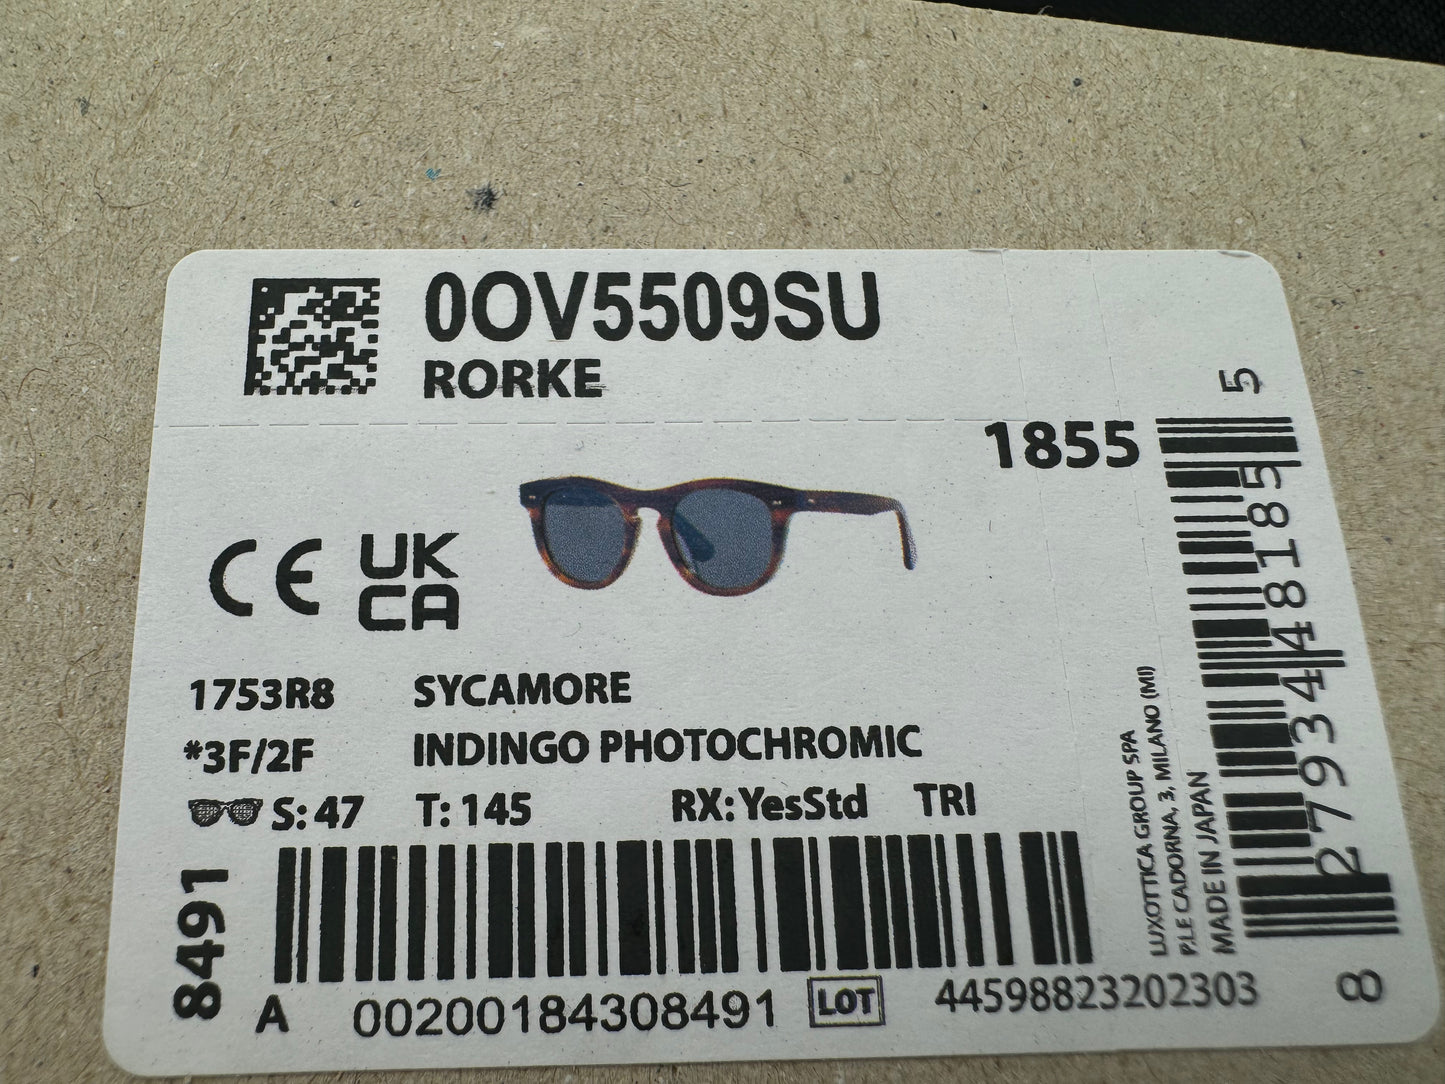 0OV5509SU
RORKE
1855
CE UK CA
1753R8 SYCAMORE
*3F/2F INDINGO PHOTOCHROMIC
S: 47 T: 145 RX: YesStd TRI
8491
A 00200184308491 LOT 44598823202303
LUXOTTICA GROUP SPA
P.LE CADORNA, 3, MILANO (MI)
MADE IN JAPAN
8 27934 48185 5